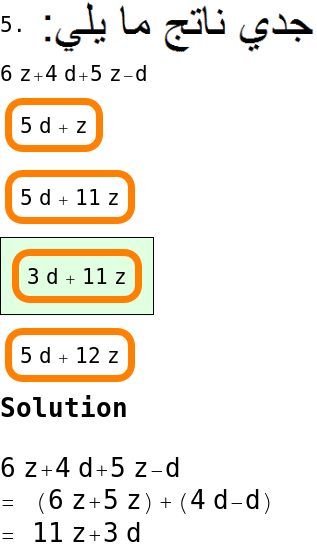 5. جدي ناتج ما يلي:
6 z+4 d+5 z−d
5 d + z
5 d + 11 z
3 d + 11 z
5 d + 12 z
Solution
6 z+4 d+5 z−d
= (6 z+5 z) + (4 d−d)
= 11 z+3 d